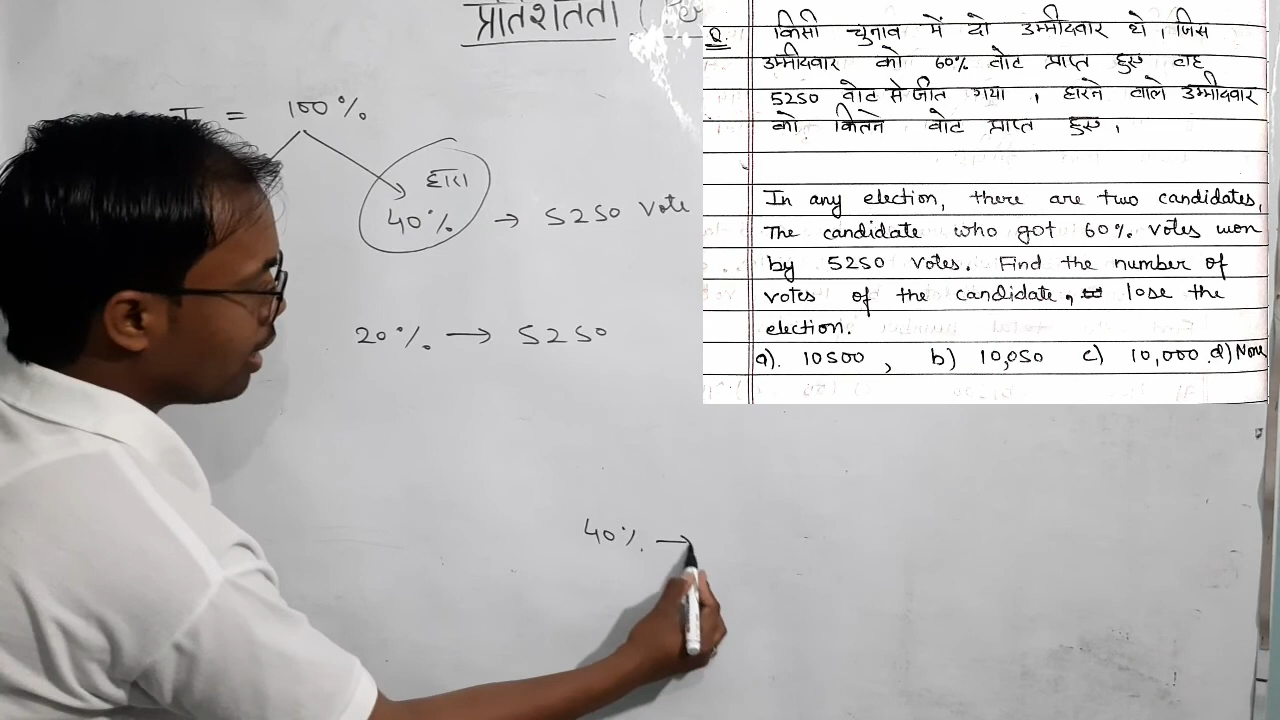 प्रतिशतता (
= 100%
हारा
40% → 5250 vote
20% → 5250
40% →
Q. किसी चुनाव में दो उम्मीदवार थे, जिस
उम्मीदवार को 60% वोट प्राप्त हुए वह
5250 वोट से जीत गया, हारने वाले उम्मीदवार
को कितने वोट प्राप्त हुए,
In any election, there are two candidates,
The candidate who got 60% votes won
by 5250 votes. Find the number of
votes of the candidate, lose the
election.
a). 10500, b) 10,050 c) 10,000 d) None